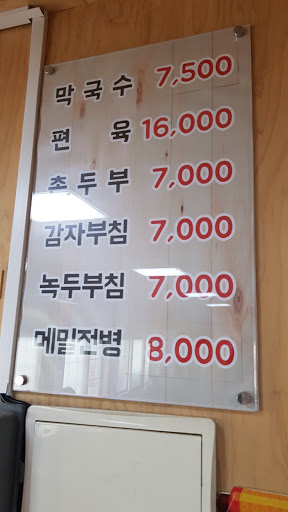 막국수 7,500
편육 16,000
촌두부 7,000
감자부침 7,000
녹두부침 7,000
메밀전병 8,000